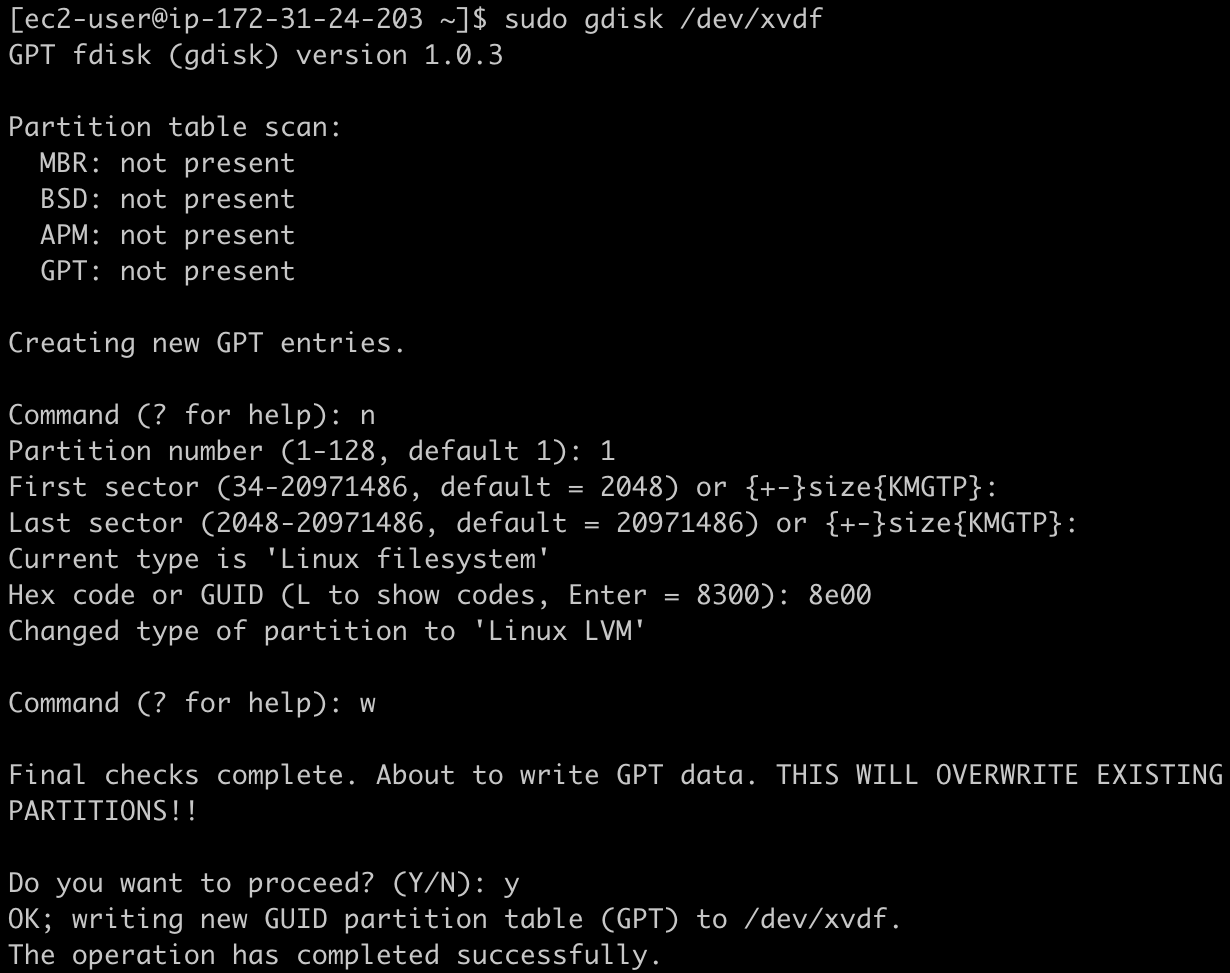 [ec2-user@ip-172-31-24-203 ~]$ sudo gdisk /dev/xvdf
GPT fdisk (gdisk) version 1.0.3

Partition table scan:
  MBR: not present
  BSD: not present
  APM: not present
  GPT: not present

Creating new GPT entries.

Command (? for help): n
Partition number (1-128, default 1): 1
First sector (34-20971486, default = 2048) or {+-}size{KMGTP}:
Last sector (2048-20971486, default = 20971486) or {+-}size{KMGTP}:
Current type is 'Linux filesystem'
Hex code or GUID (L to show codes, Enter = 8300): 8e00
Changed type of partition to 'Linux LVM'

Command (? for help): w

Final checks complete. About to write GPT data. THIS WILL OVERWRITE EXISTING
PARTITIONS!!

Do you want to proceed? (Y/N): y
OK; writing new GUID partition table (GPT) to /dev/xvdf.
The operation has completed successfully.